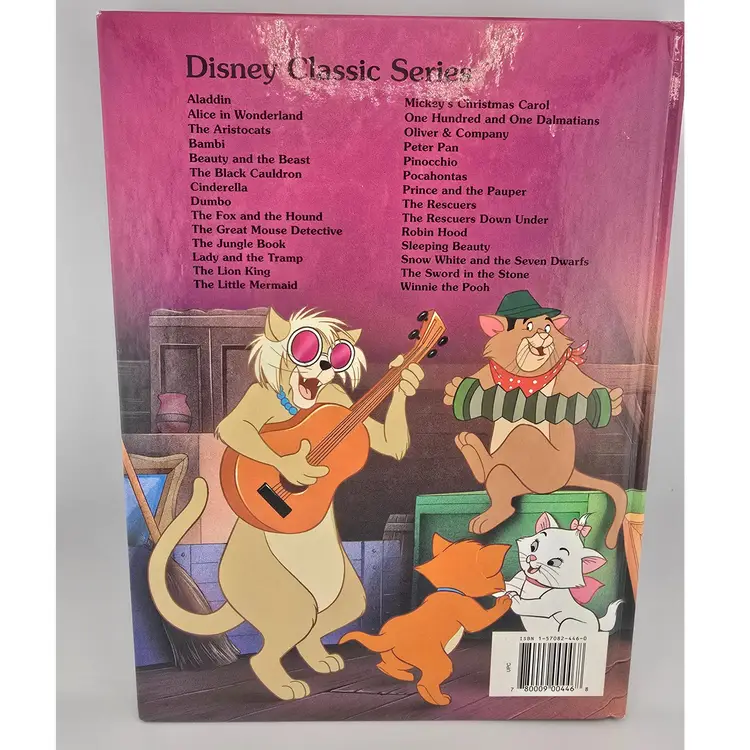 Disney Classic Series
Aladdin
Alice in Wonderland
The Aristocats
Bambi
Beauty and the Beast
The Black Cauldron
Cinderella
Dumbo
The Fox and the Hound
The Great Mouse Detective
The Jungle Book
Lady and the Tramp
The Lion King
The Little Mermaid
Mickey's Christmas Carol
One Hundred and One Dalmatians
Oliver & Company
Peter Pan
Pinocchio
Pocahontas
Prince and the Pauper
The Rescuers
The Rescuers Down Under
Robin Hood
Sleeping Beauty
Snow White and the Seven Dwarfs
The Sword in the Stone
Winnie the Pooh
ISBN 1-57082-446-0
UPC
7 80009 00446 8